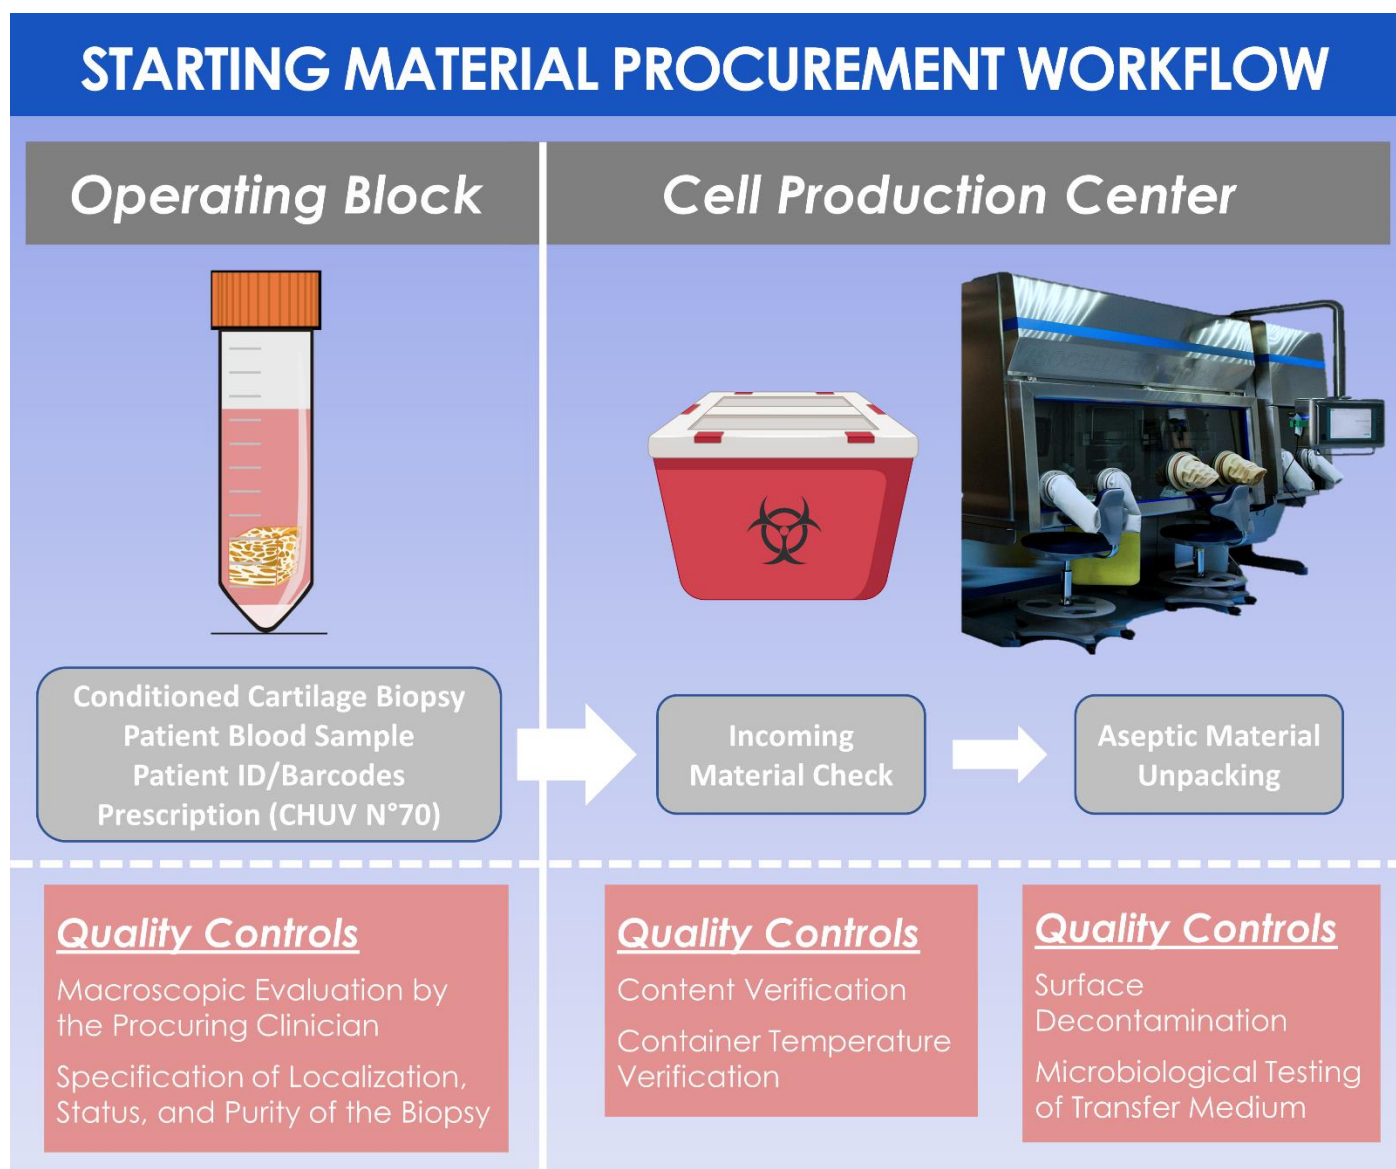 STARTING MATERIAL PROCUREMENT WORKFLOW
Operating Block
Cell Production Center
Conditioned Cartilage Biopsy
Patient Blood Sample
Patient ID/Barcodes
Prescription (CHUV N°70)
Incoming
Material Check
Aseptic Material
Unpacking
Quality Controls
Macroscopic Evaluation by
the Procuring Clinician
Specification of Localization,
Status, and Purity of the Biopsy
Quality Controls
Content Verification
Container Temperature
Verification
Quality Controls
Surface
Decontamination
Microbiological Testing
of Transfer Medium